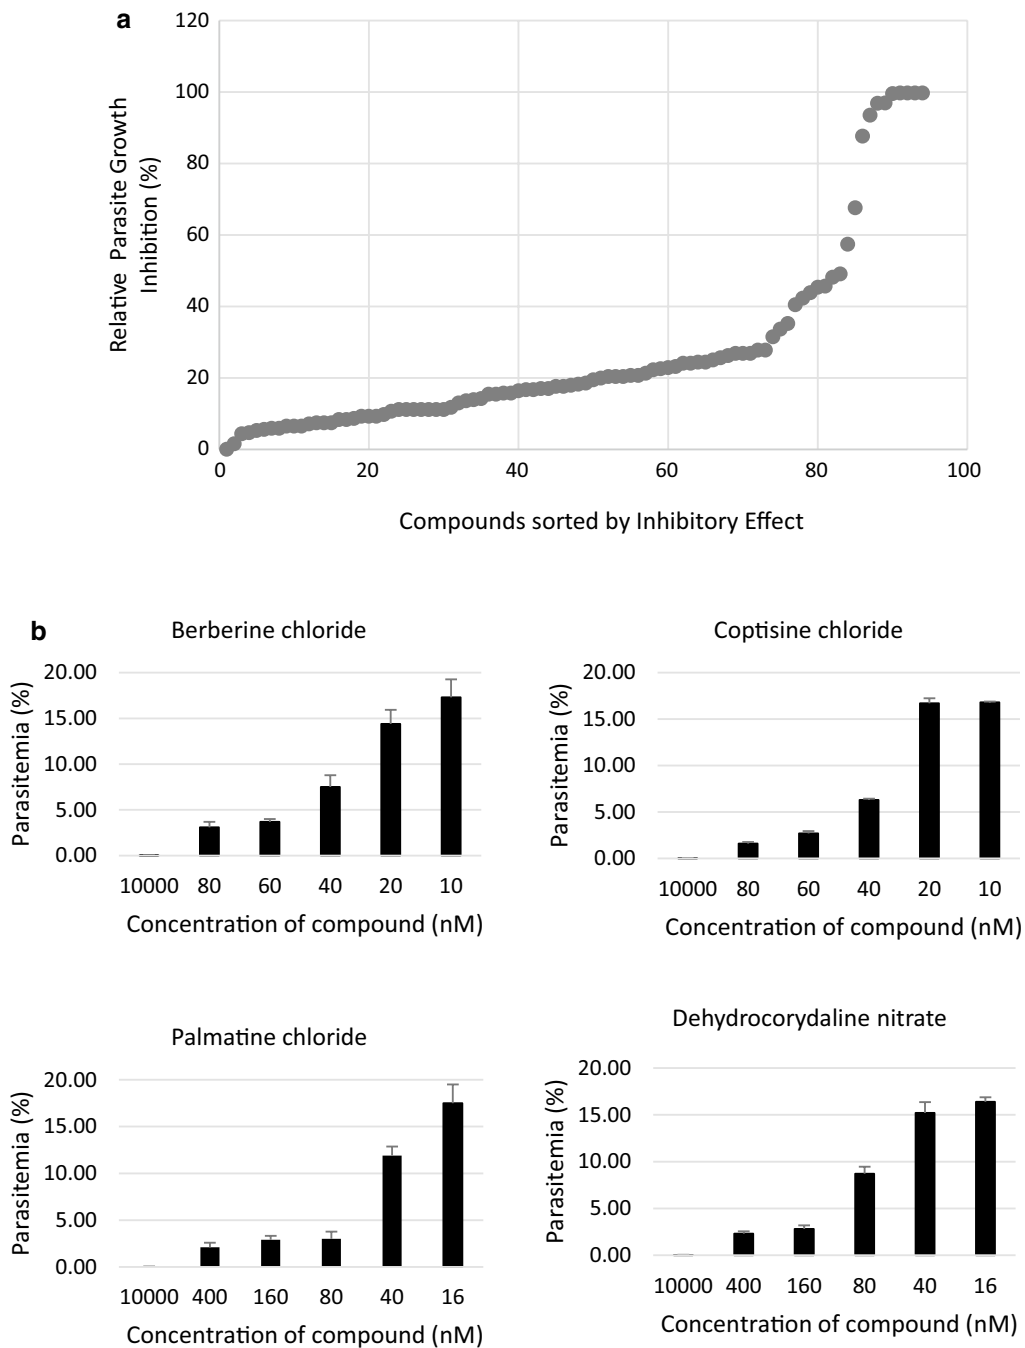 a
120
100
80
60
40
20
0
Relative Parasite Growth
Inhibition (%)
0 20 40 60 80 100
Compounds sorted by Inhibitory Effect
b
Berberine chloride
Parasitemia (%)
20.00
15.00
10.00
5.00
0.00
10000 80 60 40 20 10
Concentration of compound (nM)
Coptisine chloride
Parasitemia (%)
20.00
15.00
10.00
5.00
0.00
10000 80 60 40 20 10
Concentration of compound (nM)
Palmatine chloride
Parasitemia (%)
20.00
15.00
10.00
5.00
0.00
10000 400 160 80 40 16
Concentration of compound (nM)
Dehydrocorydaline nitrate
Parasitemia (%)
20.00
15.00
10.00
5.00
0.00
10000 400 160 80 40 16
Concentration of compound (nM)